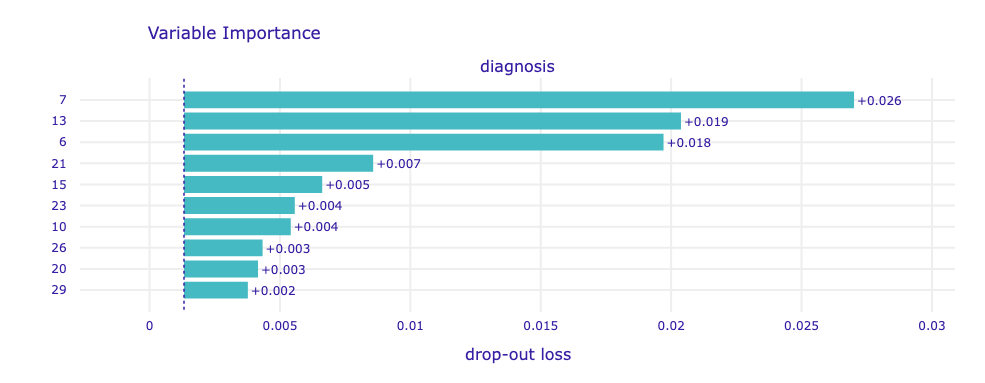 Variable Importance
diagnosis
7 +0.026
13 +0.019
6 +0.018
21 +0.007
15 +0.005
23 +0.004
10 +0.004
26 +0.003
20 +0.003
29 +0.002
0 0.005 0.01 0.015 0.02 0.025 0.03
drop-out loss